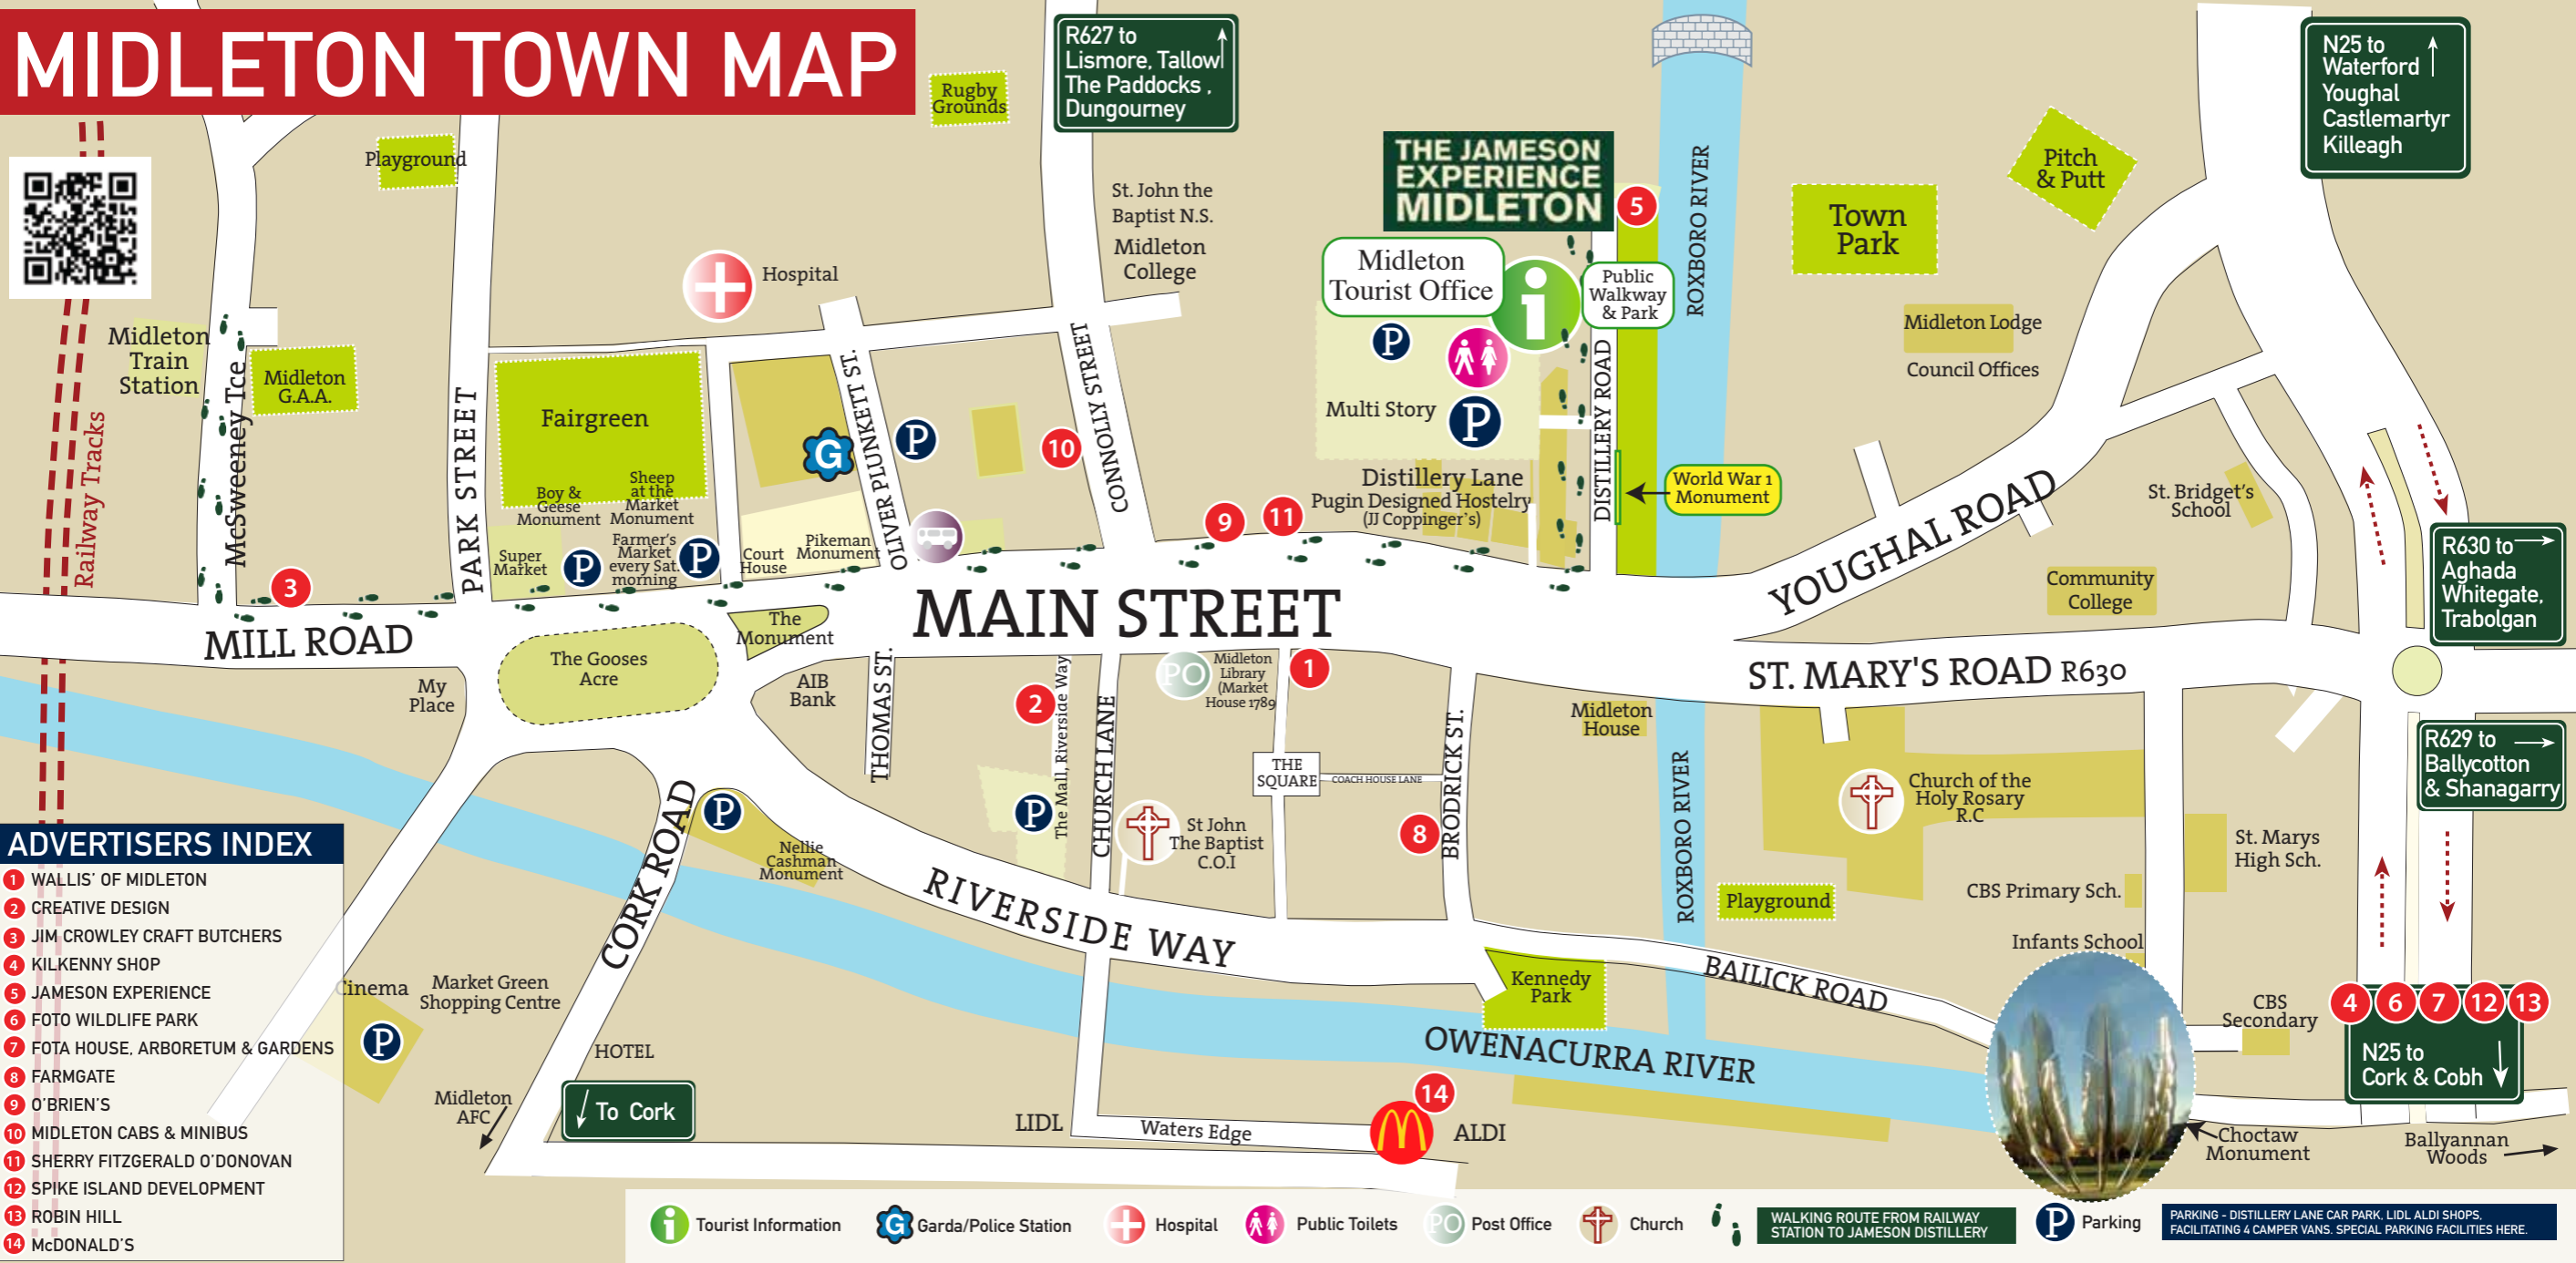 MIDLETON TOWN MAP
R627 to
Lismore, Tallow
The Paddocks ,
Dungourney
N25 to
Waterford
Youghal
Castlemartyr
Killeagh
Rugby
Grounds
Playground
THE JAMESON
EXPERIENCE
MIDLETON
5
ROXBORO RIVER
Pitch
& Putt
Town
Park
St. John the
Baptist N.S.
Midleton
College
Hospital
Midleton
Tourist Office
i
Public
Walkway
& Park
P
Multi Story
P
DISTILLERY ROAD
World War 1
Monument
Midleton Lodge
Council Offices
Midleton
Train
Station
McSweeney Tce
Railway Tracks
Midleton
G.A.A.
PARK STREET
Fairgreen
Boy &
Geese
Monument
Sheep
at the
Market
Monument
Super
Market
P
Farmer's
Market
every Sat.
morning
P
Court
House
Pikeman
Monument
G
OLIVER PLUNKETT ST.
P
10
CONNOLLY STREET
9
11
Distillery Lane
Pugin Designed Hostelry
(JJ Coppinger's)
YOUGHAL ROAD
St. Bridget's
School
Community
College
R630 to
Aghada
Whitegate,
Trabolgan
3
MILL ROAD
The Gooses
Acre
The
Monument
MAIN STREET
ST. MARY'S ROAD R630
My
Place
AIB
Bank
THOMAS ST.
2
The Mall, Riverside Way
CHURCH LANE
PO
Midleton
Library
(Market
House 1789
1
THE
SQUARE
COACH HOUSE LANE
BRODRICK ST.
8
Midleton
House
ROXBORO RIVER
R629 to
Ballycotton
& Shanagarry
Church of the
Holy Rosary
R.C
St. Marys
High Sch.
CBS Primary Sch.
Playground
Infants School
CBS
Secondary
CORK ROAD
P
Nellie
Cashman
Monument
P
St John
The Baptist
C.O.I
RIVERSIDE WAY
BAILICK ROAD
Kennedy
Park
OWENACURRA RIVER
4 6 7 12 13
N25 to
Cork & Cobh
Choctaw
Monument
Ballyannan
Woods
Cinema
P
Market Green
Shopping Centre
HOTEL
Midleton
AFC
To Cork
LIDL
Waters Edge
14
ALDI
ADVERTISERS INDEX
1 WALLIS' OF MIDLETON
2 CREATIVE DESIGN
3 JIM CROWLEY CRAFT BUTCHERS
4 KILKENNY SHOP
5 JAMESON EXPERIENCE
6 FOTO WILDLIFE PARK
7 FOTA HOUSE, ARBORETUM & GARDENS
8 FARMGATE
9 O'BRIEN'S
10 MIDLETON CABS & MINIBUS
11 SHERRY FITZGERALD O'DONOVAN
12 SPIKE ISLAND DEVELOPMENT
13 ROBIN HILL
14 McDONALD'S
i Tourist Information
G Garda/Police Station
Hospital
Public Toilets
PO Post Office
Church
WALKING ROUTE FROM RAILWAY
STATION TO JAMESON DISTILLERY
P Parking
PARKING - DISTILLERY LANE CAR PARK, LIDL ALDI SHOPS,
FACILITATING 4 CAMPER VANS. SPECIAL PARKING FACILITIES HERE.